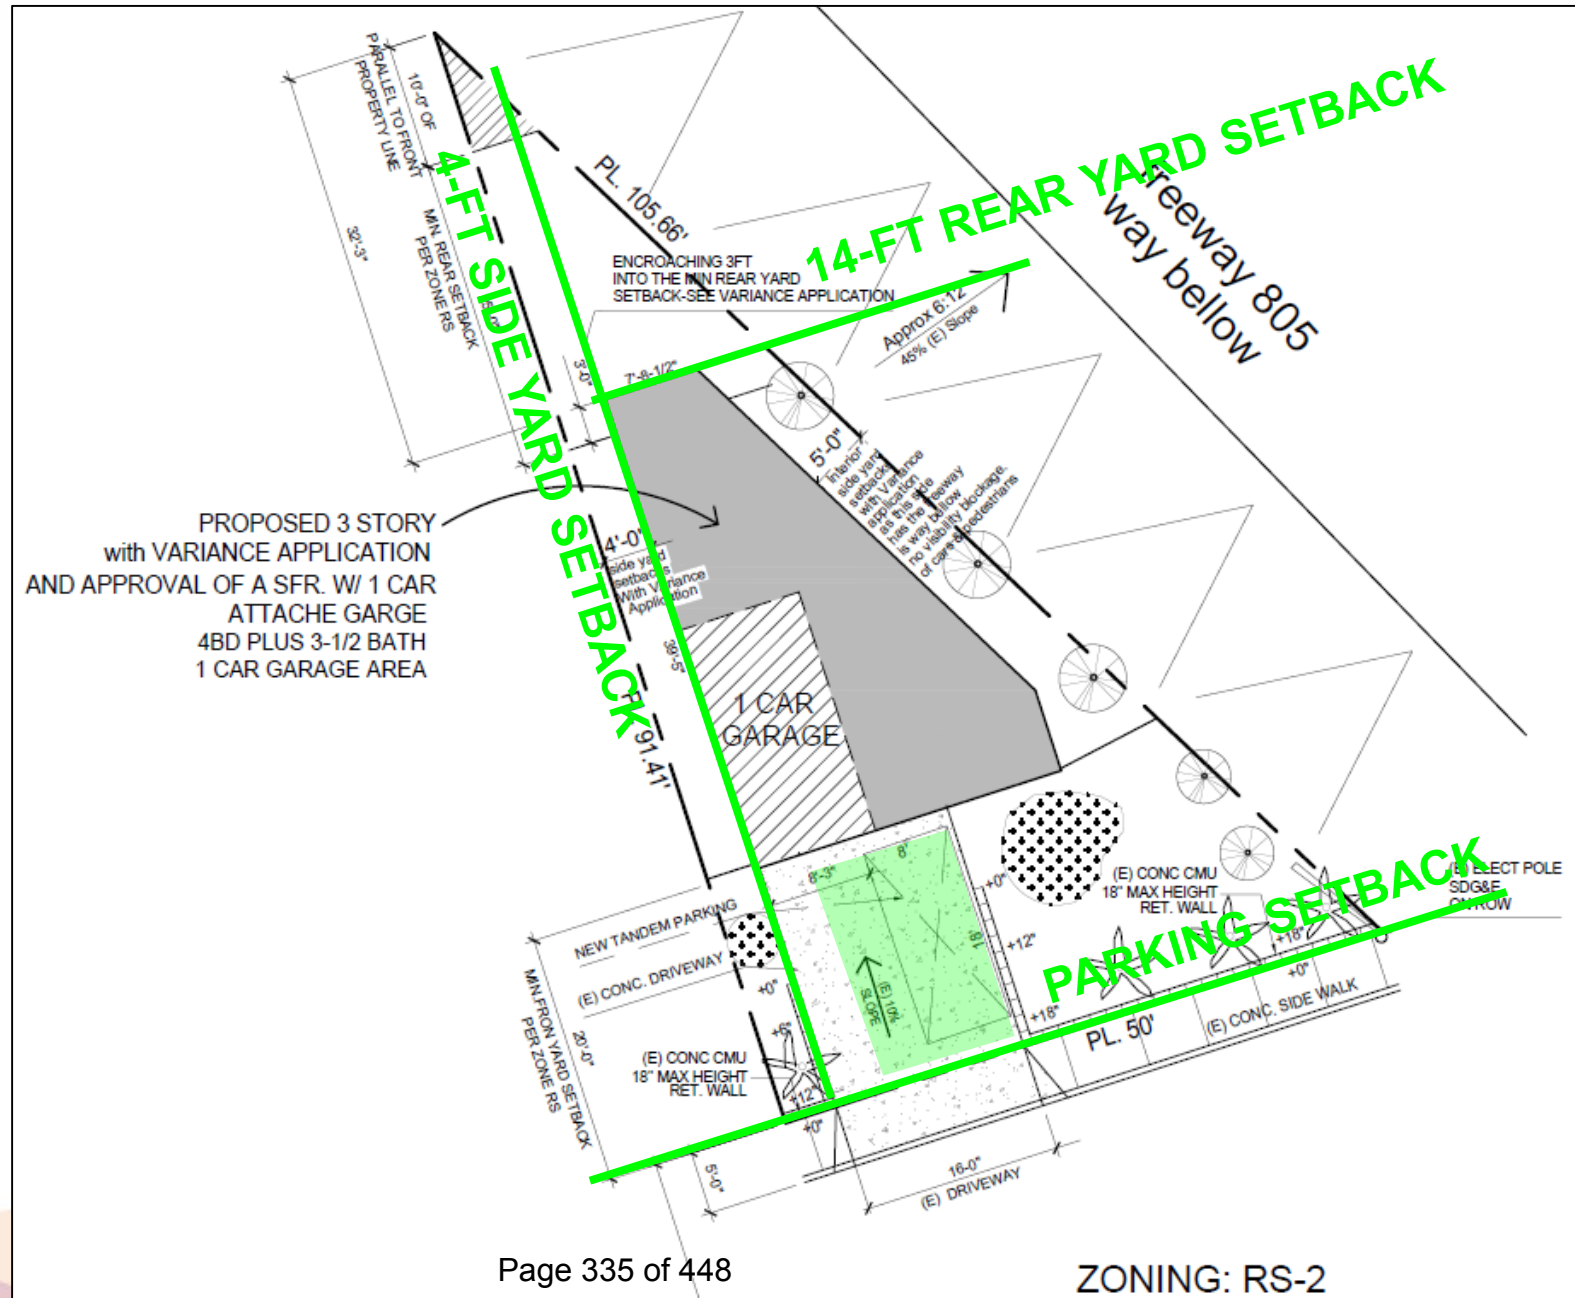 10'-0" OF
PARALLEL TO FRONT
PROPERTY LINE
32'-3"
MIN. REAR SETBACK
PER ZONE RS
4-FT SIDE YARD SETBACK
PL. 105.66'
14-FT REAR YARD SETBACK
freeway 805
way bellow
ENCROACHING 3FT
INTO THE MIN REAR YARD
SETBACK-SEE VARIANCE APPLICATION
Approx 6:12
45% (E) Slope
3'-0"
7'-8-1/2"
5'-0"
Interior
side yard
setbacks
with Variance
application
as this side
has the freeway
is way bellow
no visibility blockage.
of cars & pedestrians
PROPOSED 3 STORY
with VARIANCE APPLICATION
AND APPROVAL OF A SFR. W/ 1 CAR
ATTACHE GARGE
4BD PLUS 3-1/2 BATH
1 CAR GARAGE AREA
4'-0"
side yard
setbacks
With Variance
Application
39'-5"
91.41'
1 CAR
GARAGE
8'-3"
8'
18'
(E) 10%
SLOPE
NEW TANDEM PARKING
(E) CONC. DRIVEWAY
MIN.FRON YARD SETBACK
PER ZONE RS
20'-0"
+0"
+6"
(E) CONC CMU
18" MAX HEIGHT
RET. WALL
+12"
+0"
+0"
+12"
+18"
(E) CONC CMU
18" MAX HEIGHT
RET. WALL
PARKING SETBACK
(E) ELECT POLE
SDG&E
ON ROW
+18"
+0"
PL. 50'
(E) CONC. SIDE WALK
5'-0"
16-0"
(E) DRIVEWAY
Page 335 of 448
ZONING: RS-2